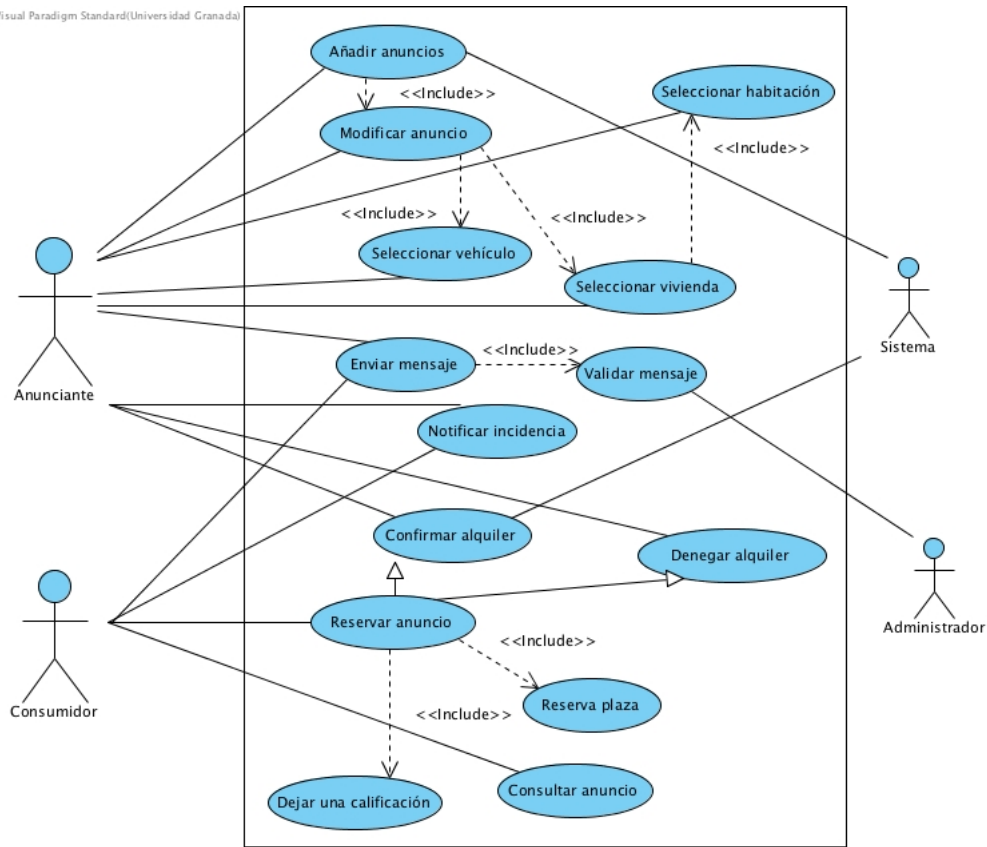 Visual Paradigm Standard(Universidad Granada)
Añadir anuncios
<<Include>>
Seleccionar habitación
Modificar anuncio
<<Include>>
<<Include>>
<<Include>>
Seleccionar vehículo
Seleccionar vivienda
Sistema
Enviar mensaje
<<Include>>
Validar mensaje
Anunciante
Notificar incidencia
Confirmar alquiler
Denegar alquiler
Reservar anuncio
Administrador
<<Include>>
Reserva plaza
Consumidor
<<Include>>
Consultar anuncio
Dejar una calificación